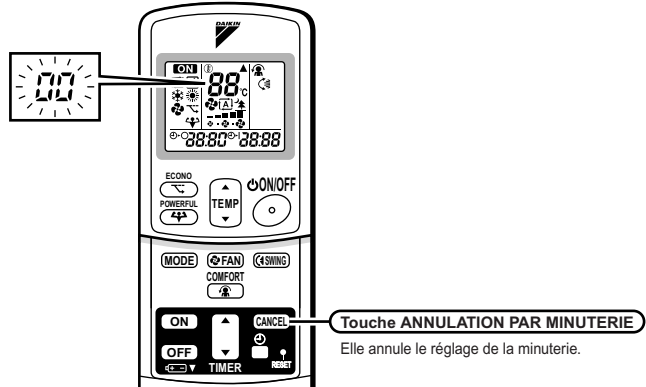 DAIKIN
00
ON
88
°C
A
88:80
88:88
ECONO
POWERFUL
TEMP
ON/OFF
MODE
FAN
SWING
COMFORT
ON
CANCEL
OFF
TIMER
RESET
Touche ANNULATION PAR MINUTERIE
Elle annule le réglage de la minuterie.